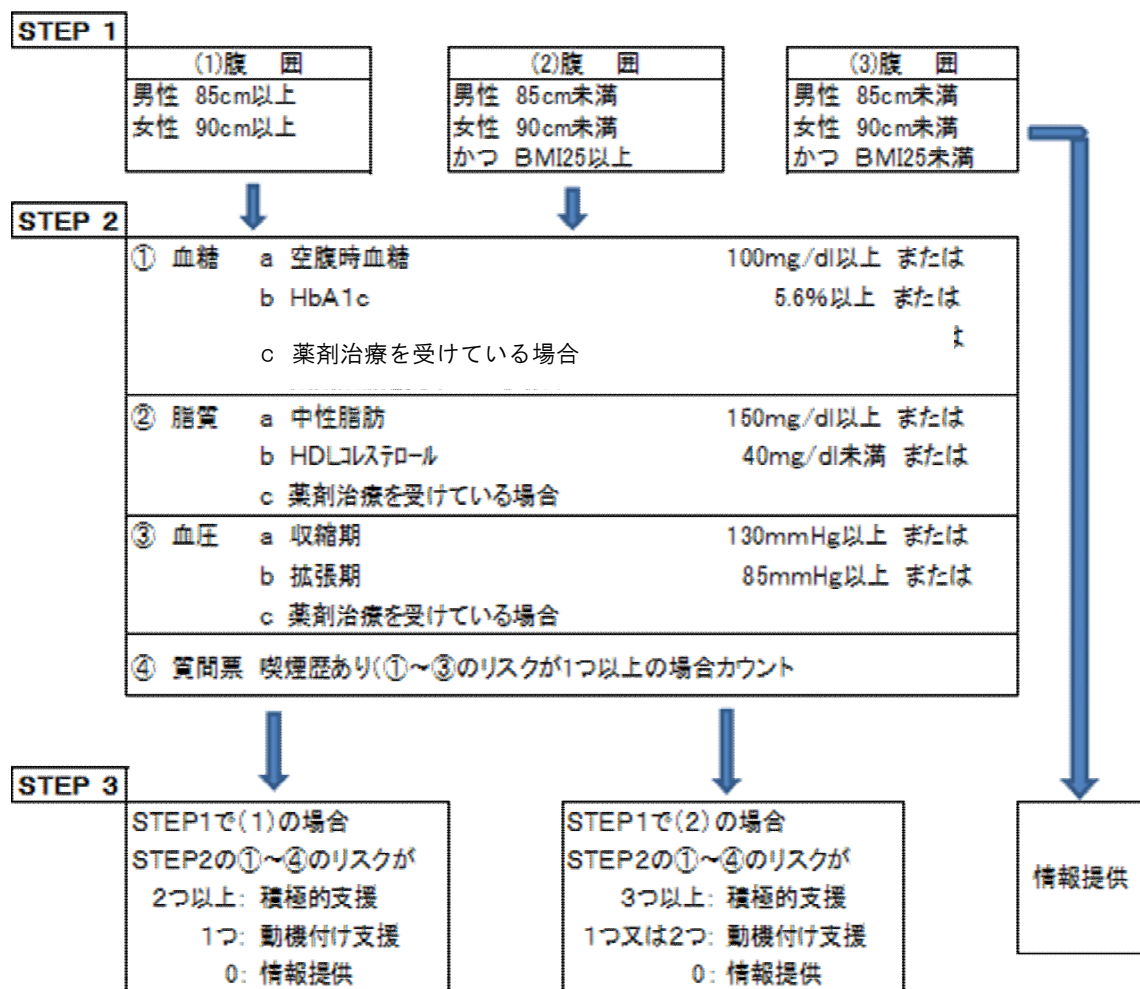 STEP 1
(1)腹 囲
男性 85cm以上
女性 90cm以上
(2)腹 囲
男性 85cm未満
女性 90cm未満
かつ BMI25以上
(3)腹 囲
男性 85cm未満
女性 90cm未満
かつ BMI25未満
STEP 2
① 血糖 a 空腹時血糖 100mg/dl以上 または
b HbA1c 5.6%以上 または
は
c 薬剤治療を受けている場合
② 脂質 a 中性脂肪 150mg/dl以上 または
b HDLコレステロール 40mg/dl未満 または
c 薬剤治療を受けている場合
③ 血圧 a 収縮期 130mmHg以上 または
b 拡張期 85mmHg以上 または
c 薬剤治療を受けている場合
④ 質問票 喫煙歴あり(①~③のリスクが1つ以上の場合カウント
STEP 3
STEP1で(1)の場合
STEP2の①~④のリスクが
2つ以上: 積極的支援
1つ: 動機付け支援
0: 情報提供
STEP1で(2)の場合
STEP2の①~④のリスクが
3つ以上: 積極的支援
1つ又は2つ: 動機付け支援
0: 情報提供
情報提供